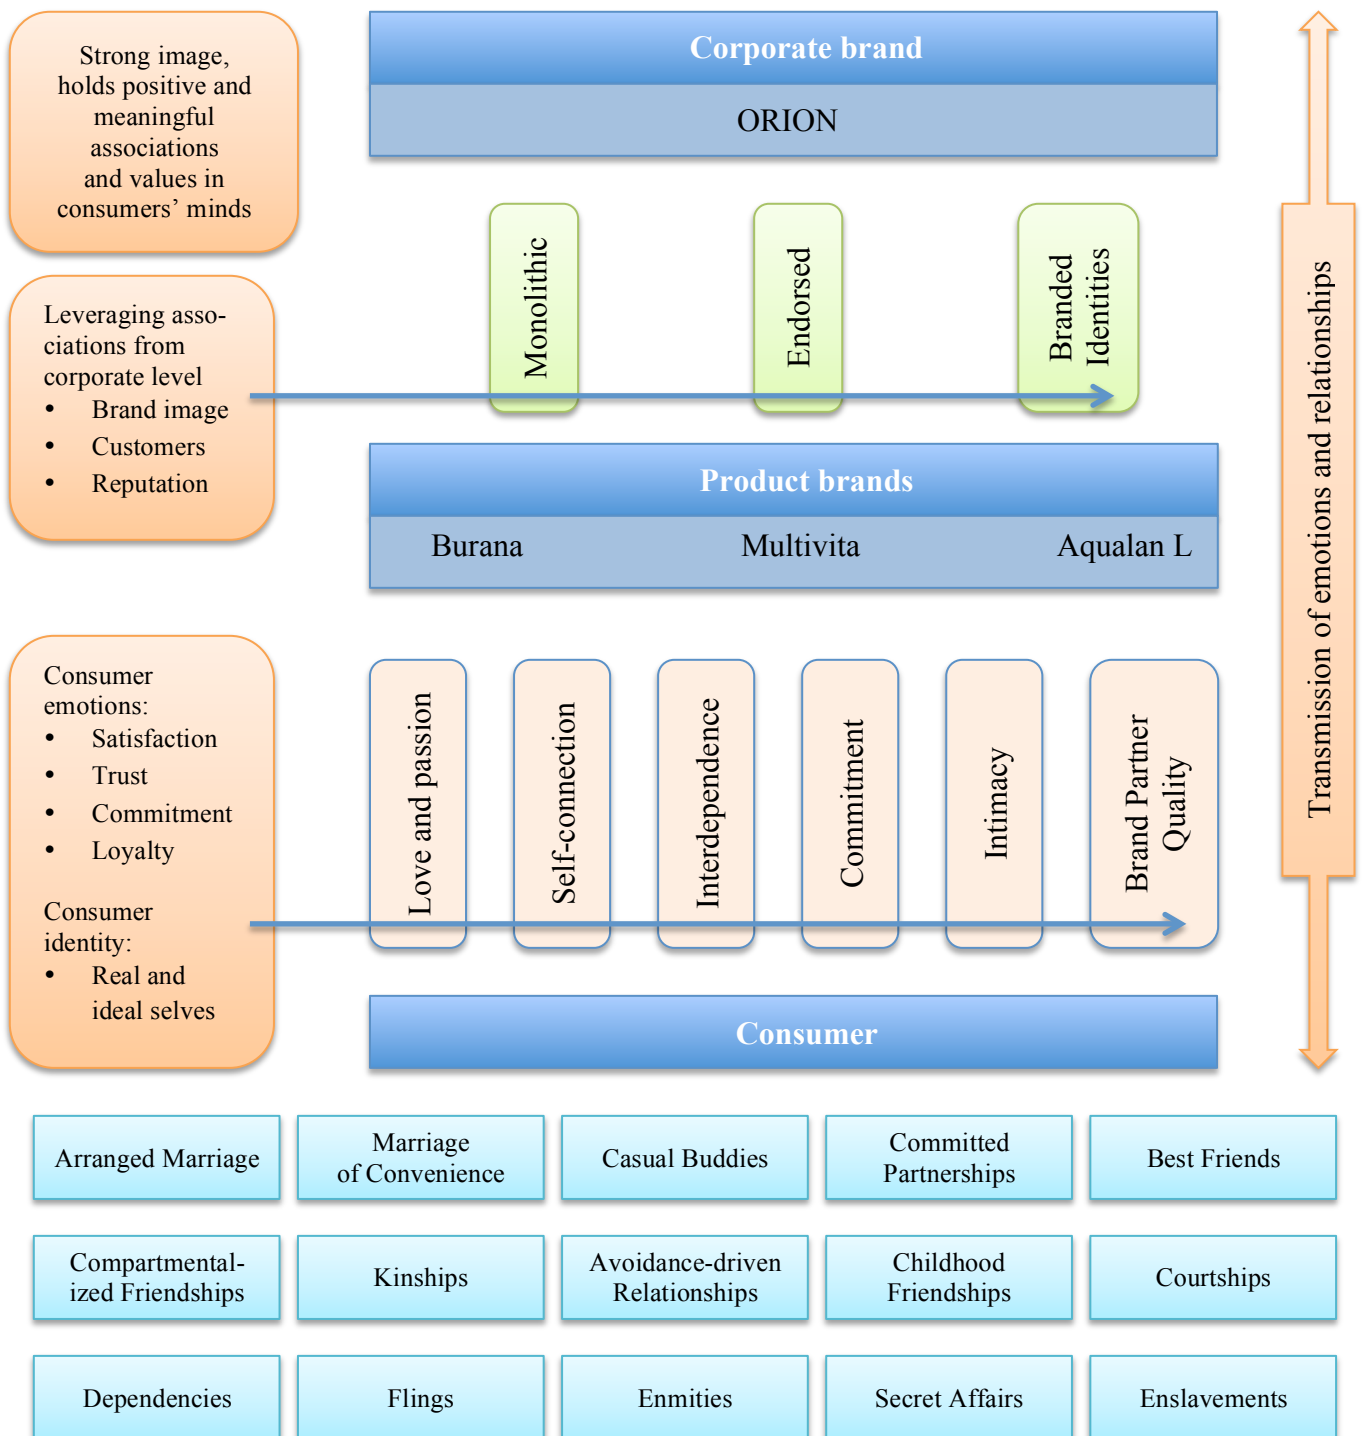 Strong image,
holds positive and
meaningful
associations
and values in
consumers’ minds
Corporate brand
ORION
Leveraging asso-
ciations from
corporate level
• Brand image
• Customers
• Reputation
Monolithic
Endorsed
Branded
Identities
Product brands
Burana Multivita Aqualan L
Consumer
emotions:
• Satisfaction
• Trust
• Commitment
• Loyalty
Consumer
identity:
• Real and
ideal selves
Love and passion
Self-connection
Interdependence
Commitment
Intimacy
Brand Partner
Quality
Consumer
Transmission of emotions and relationships
Arranged Marriage
Marriage
of Convenience
Casual Buddies
Committed
Partnerships
Best Friends
Compartmental-
ized Friendships
Kinships
Avoidance-driven
Relationships
Childhood
Friendships
Courtships
Dependencies
Flings
Enmities
Secret Affairs
Enslavements